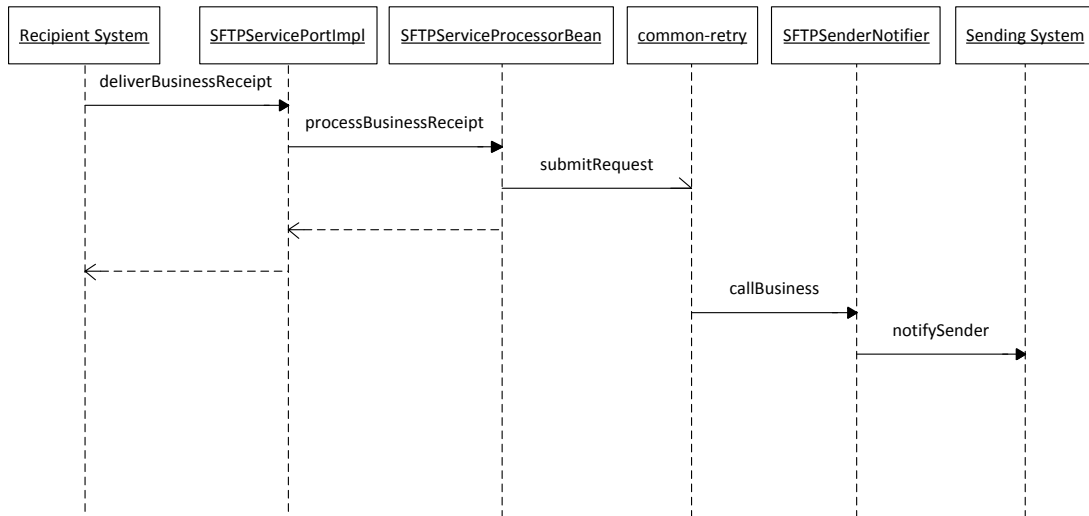 Recipient System
SFTPServicePortImpl
SFTPServiceProcessorBean
common-retry
SFTPSenderNotifier
Sending System
deliverBusinessReceipt
processBusinessReceipt
submitRequest
callBusiness
notifySender